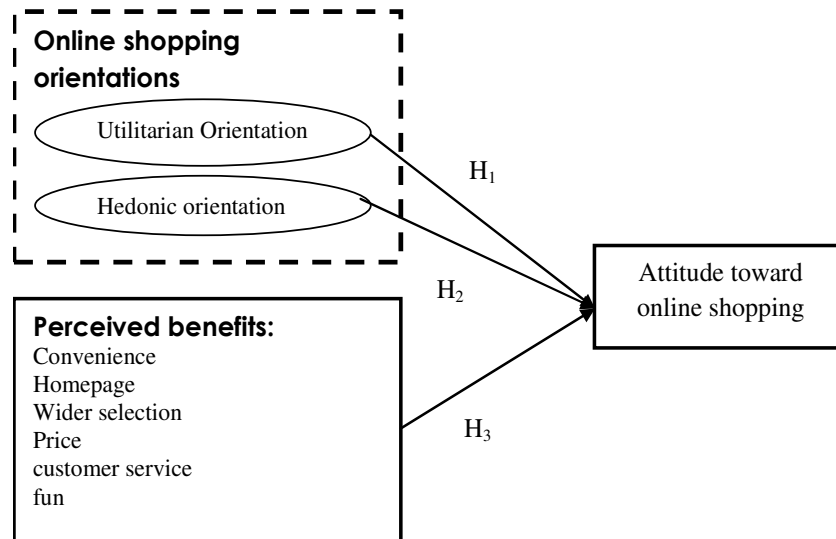 Online shopping
orientations
Utilitarian Orientation
Hedonic orientation
H₁
H₂
Attitude toward
online shopping
Perceived benefits:
Convenience
Homepage
Wider selection
Price
customer service
fun
H₃